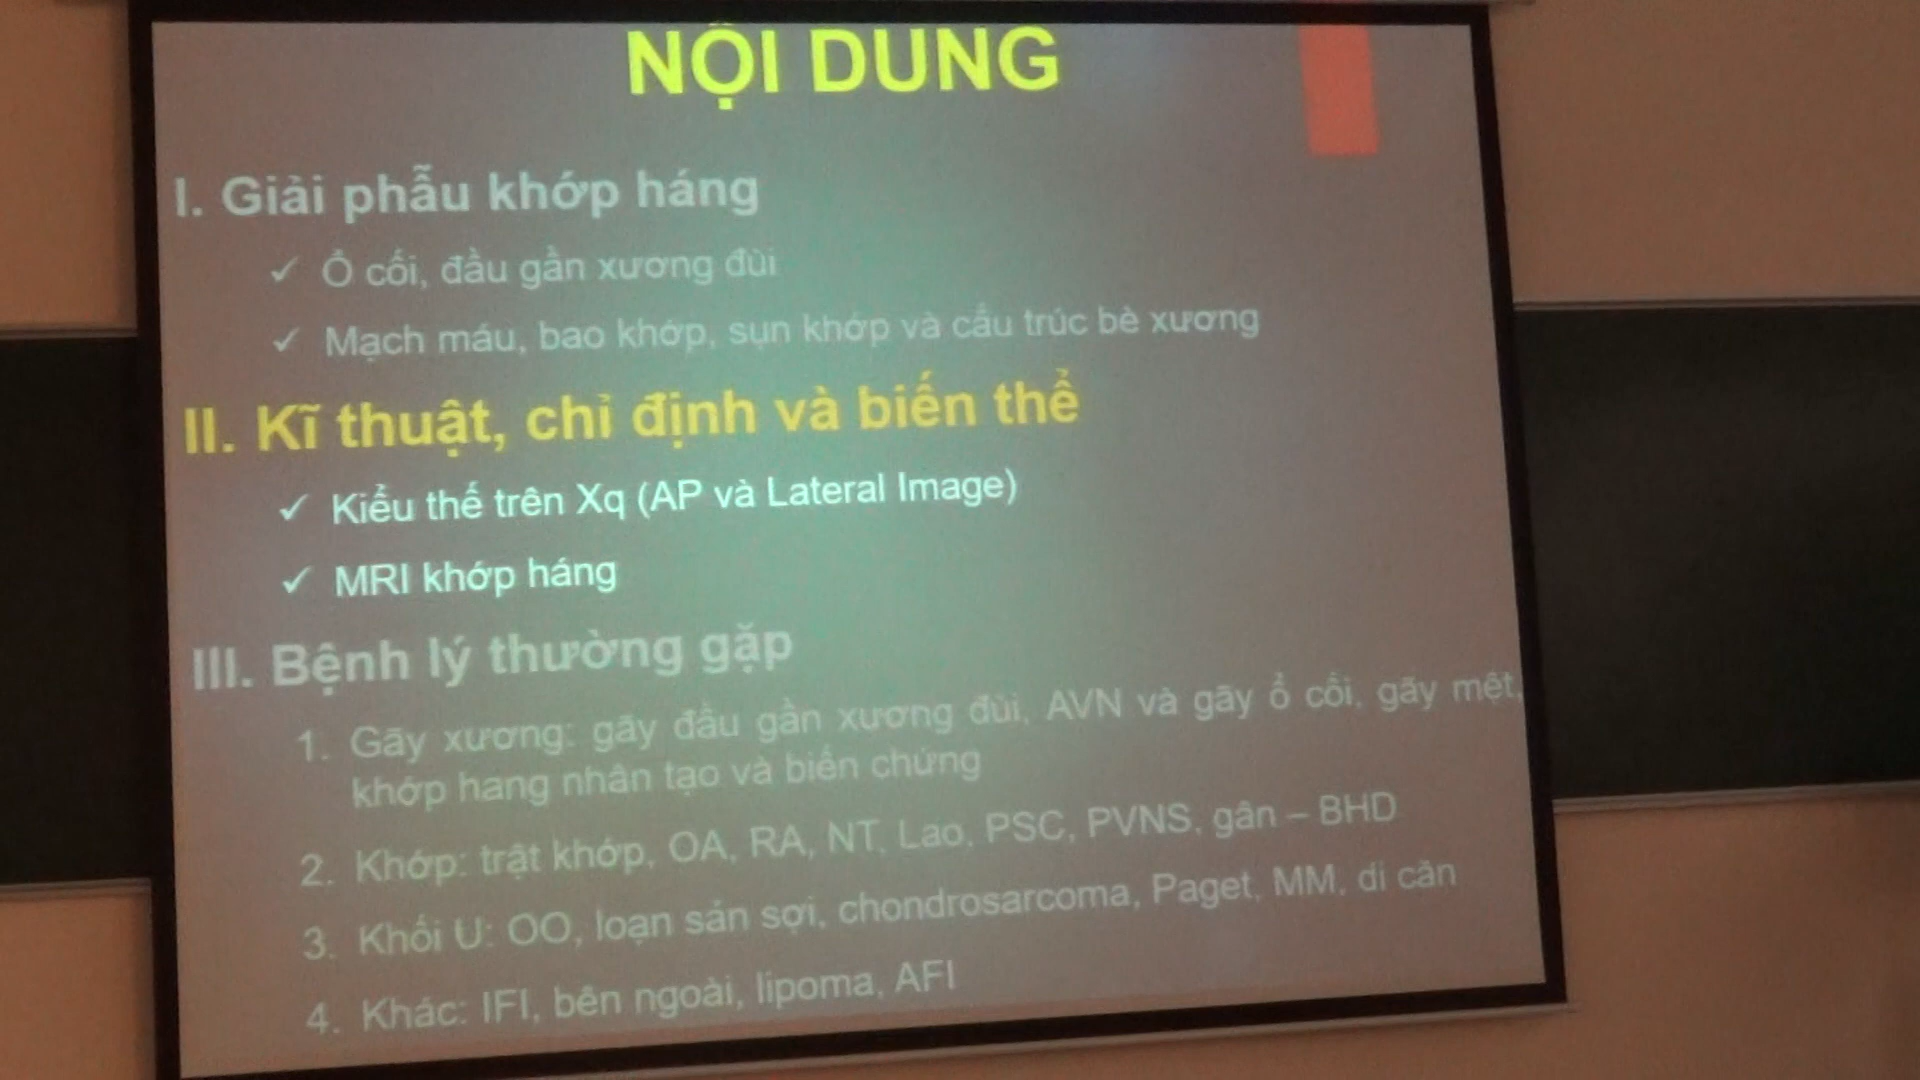 NỘI DUNG
I. Giải phẫu khớp háng
✓ Ổ cối, đầu gần xương đùi
✓ Mạch máu, bao khớp, sụn khớp và cấu trúc bè xương
II. Kĩ thuật, chỉ định và biến thể
✓ Kiểu thế trên Xq (AP và Lateral Image)
✓ MRI khớp háng
III. Bệnh lý thường gặp
1. Gãy xương: gãy đầu gần xương đùi, AVN và gãy ổ cối, gãy mệt,
khớp hang nhân tạo và biến chứng
2. Khớp: trật khớp, OA, RA, NT, Lao, PSC, PVNS, gân – BHD
3. Khối U: OO, loạn sản sợi, chondrosarcoma, Paget, MM, di căn
4. Khác: IFI, bên ngoài, lipoma, AFI